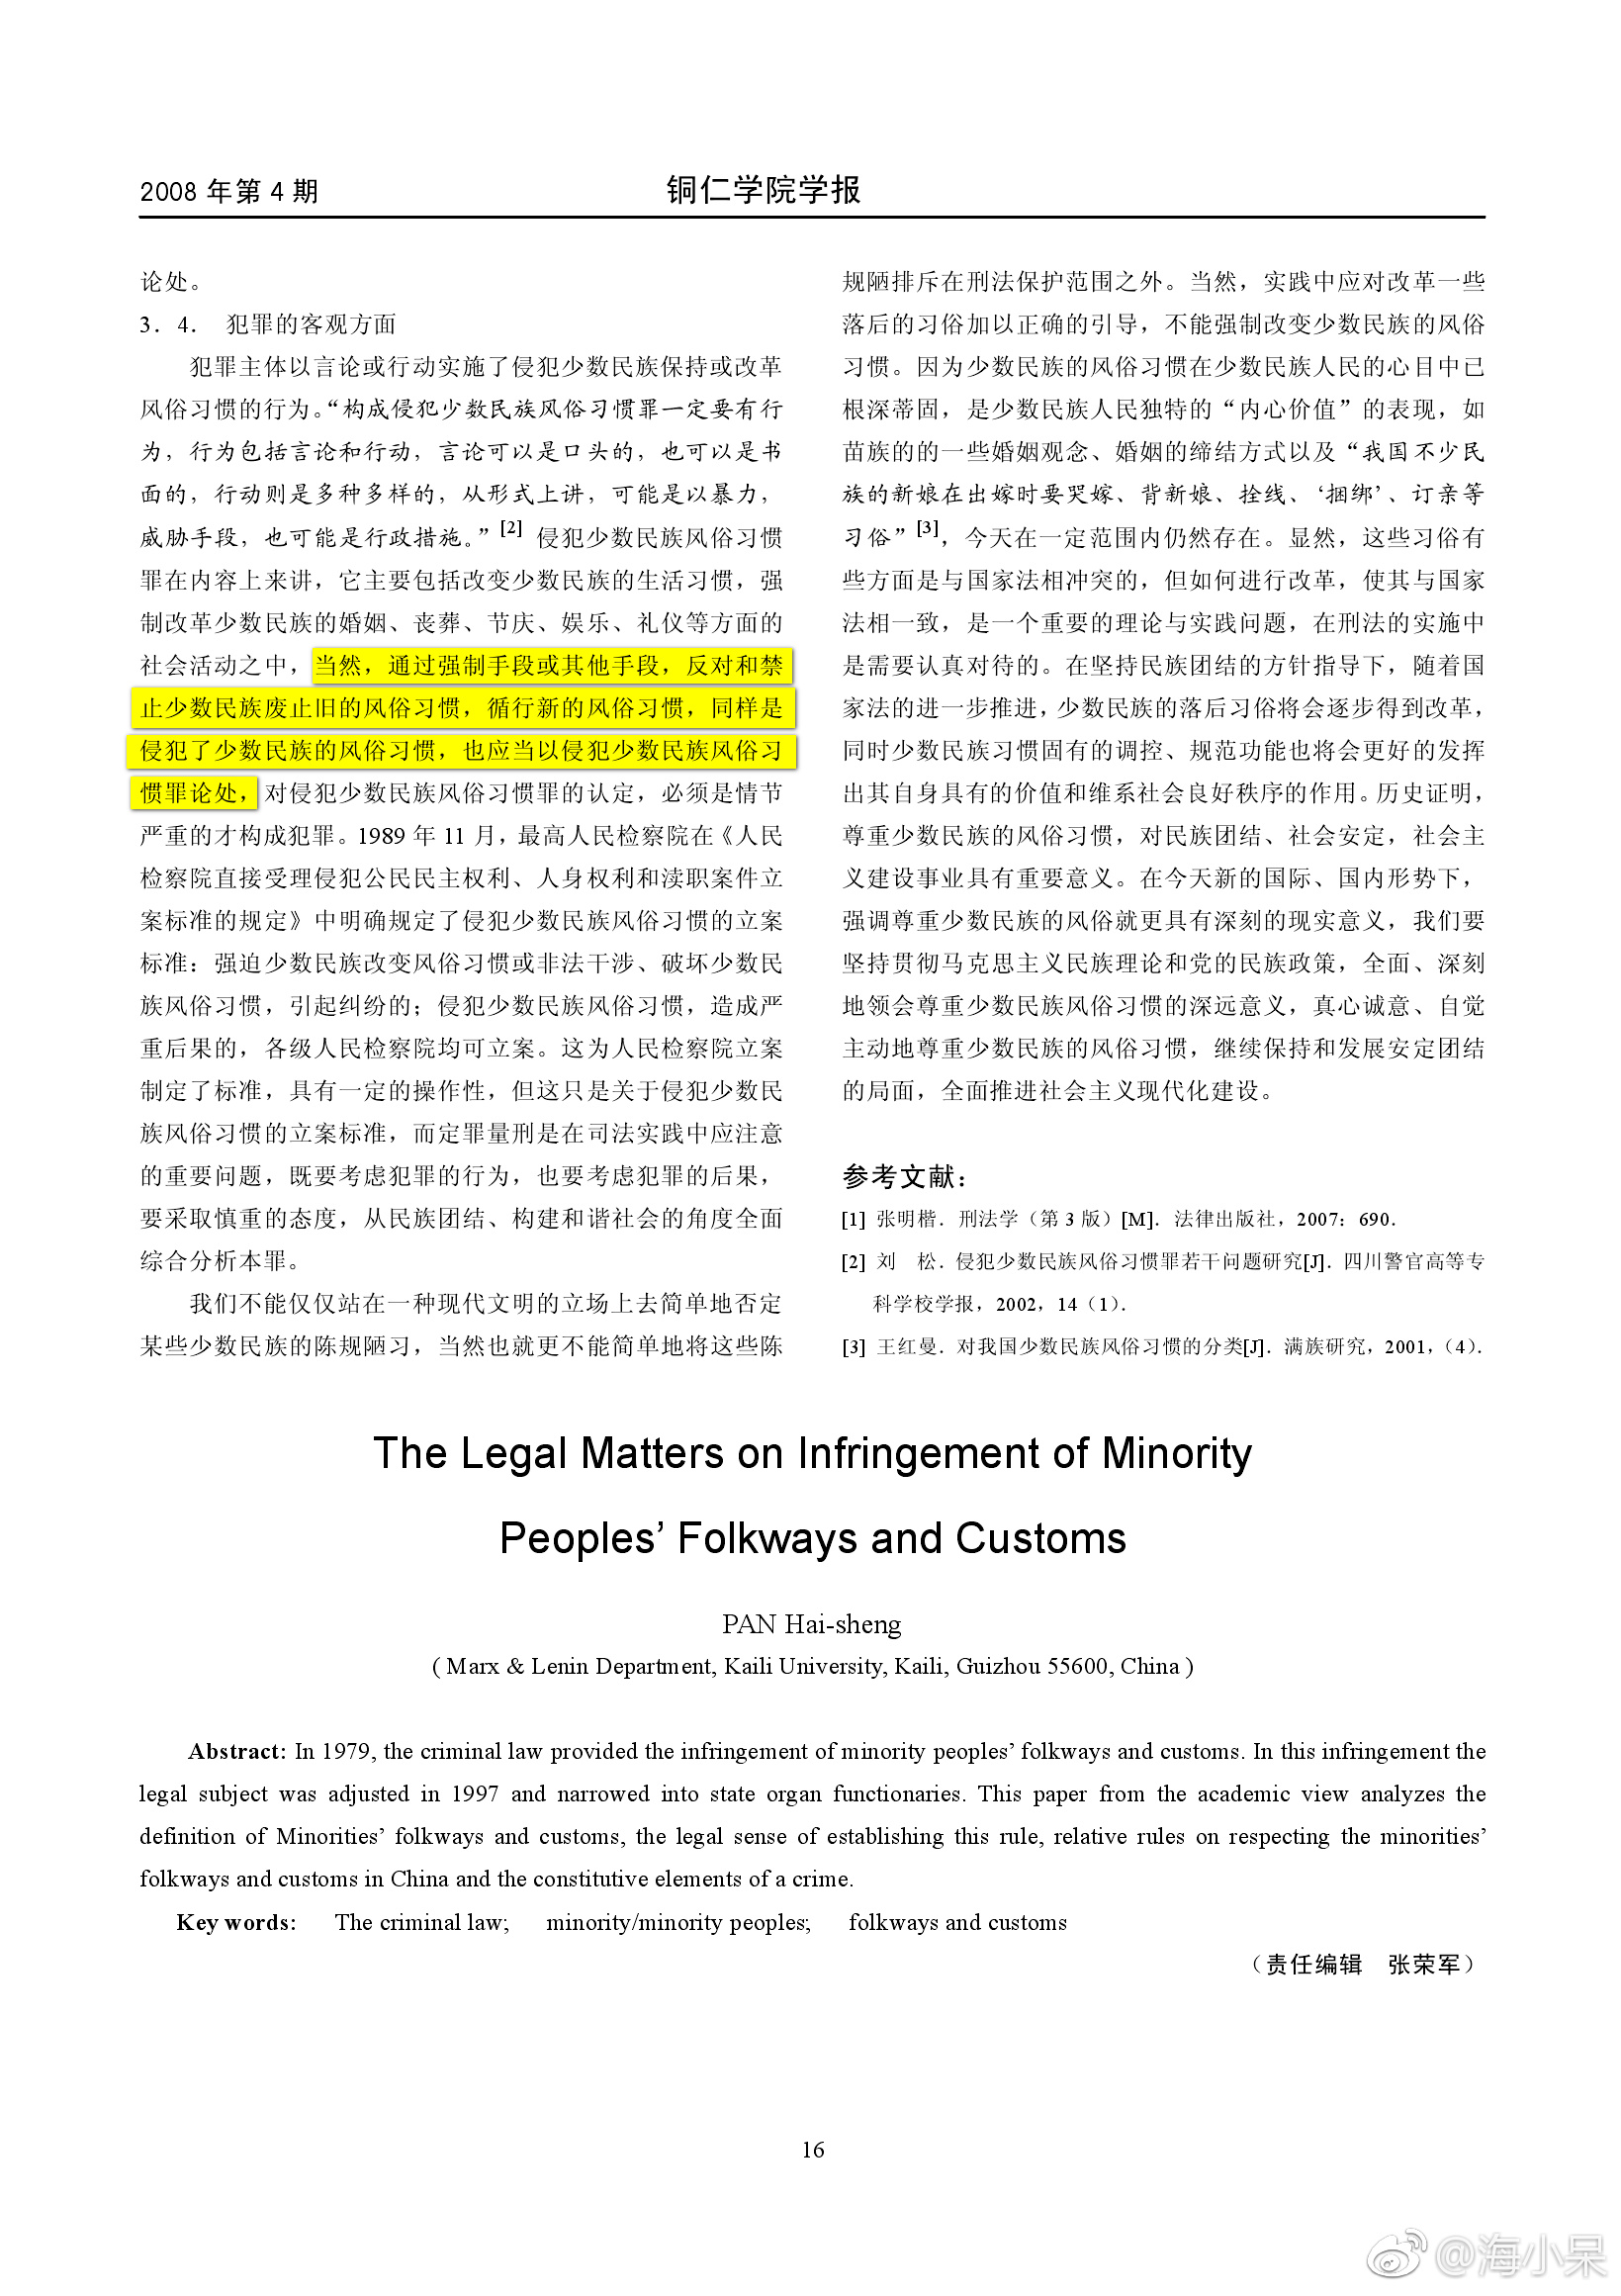 2008 年第 4 期
铜仁学院学报
论处。
3．4． 犯罪的客观方面
犯罪主体以言论或行动实施了侵犯少数民族保持或改革
风俗习惯的行为。“构成侵犯少数民族风俗习惯罪一定要有行
为，行为包括言论和行动，言论可以是口头的，也可以是书
面的，行动则是多种多样的，从形式上讲，可能是以暴力，
威胁手段，也可能是行政措施。”[2] 侵犯少数民族风俗习惯
罪在内容上来讲，它主要包括改变少数民族的生活习惯，强
制改革少数民族的婚姻、丧葬、节庆、娱乐、礼仪等方面的
社会活动之中，当然，通过强制手段或其他手段，反对和禁
止少数民族废止旧的风俗习惯，循行新的风俗习惯，同样是
侵犯了少数民族的风俗习惯，也应当以侵犯少数民族风俗习
惯罪论处，对侵犯少数民族风俗习惯罪的认定，必须是情节
严重的才构成犯罪。1989 年 11 月，最高人民检察院在《人民
检察院直接受理侵犯公民民主权利、人身权利和渎职案件立
案标准的规定》中明确规定了侵犯少数民族风俗习惯的立案
标准：强迫少数民族改变风俗习惯或非法干涉、破坏少数民
族风俗习惯，引起纠纷的；侵犯少数民族风俗习惯，造成严
重后果的，各级人民检察院均可立案。这为人民检察院立案
制定了标准，具有一定的操作性，但这只是关于侵犯少数民
族风俗习惯的立案标准，而定罪量刑是在司法实践中应注意
的重要问题，既要考虑犯罪的行为，也要考虑犯罪的后果，
要采取慎重的态度，从民族团结、构建和谐社会的角度全面
综合分析本罪。
我们不能仅仅站在一种现代文明的立场上去简单地否定
某些少数民族的陈规陋习，当然也就更不能简单地将这些陈
规陋排斥在刑法保护范围之外。当然，实践中应对改革一些
落后的习俗加以正确的引导，不能强制改变少数民族的风俗
习惯。因为少数民族的风俗习惯在少数民族人民的心目中已
根深蒂固，是少数民族人民独特的“内心价值”的表现，如
苗族的的一些婚姻观念、婚姻的缔结方式以及“我国不少民
族的新娘在出嫁时要哭嫁、背新娘、拴线、‘捆绑’、订亲等
习俗”[3]，今天在一定范围内仍然存在。显然，这些习俗有
些方面是与国家法相冲突的，但如何进行改革，使其与国家
法相一致，是一个重要的理论与实践问题，在刑法的实施中
是需要认真对待的。在坚持民族团结的方针指导下，随着国
家法的进一步推进，少数民族的落后习俗将会逐步得到改革，
同时少数民族习惯固有的调控、规范功能也将会更好的发挥
出其自身具有的价值和维系社会良好秩序的作用。历史证明，
尊重少数民族的风俗习惯，对民族团结、社会安定，社会主
义建设事业具有重要意义。在今天新的国际、国内形势下，
强调尊重少数民族的风俗就更具有深刻的现实意义，我们要
坚持贯彻马克思主义民族理论和党的民族政策，全面、深刻
地领会尊重少数民族风俗习惯的深远意义，真心诚意、自觉
主动地尊重少数民族的风俗习惯，继续保持和发展安定团结
的局面，全面推进社会主义现代化建设。
参考文献：
[1] 张明楷．刑法学（第 3 版）[M]．法律出版社，2007：690．
[2] 刘　松．侵犯少数民族风俗习惯罪若干问题研究[J]．四川警官高等专
科学校学报，2002，14（1）．
[3] 王红曼．对我国少数民族风俗习惯的分类[J]．满族研究，2001，（4）．
The Legal Matters on Infringement of Minority
Peoples’ Folkways and Customs
PAN Hai-sheng
( Marx & Lenin Department, Kaili University, Kaili, Guizhou 55600, China )
Abstract: In 1979, the criminal law provided the infringement of minority peoples’ folkways and customs. In this infringement the
legal subject was adjusted in 1997 and narrowed into state organ functionaries. This paper from the academic view analyzes the
definition of Minorities’ folkways and customs, the legal sense of establishing this rule, relative rules on respecting the minorities’
folkways and customs in China and the constitutive elements of a crime.
Key words: The criminal law; minority/minority peoples; folkways and customs
（责任编辑　张荣军）
16
@海小呆